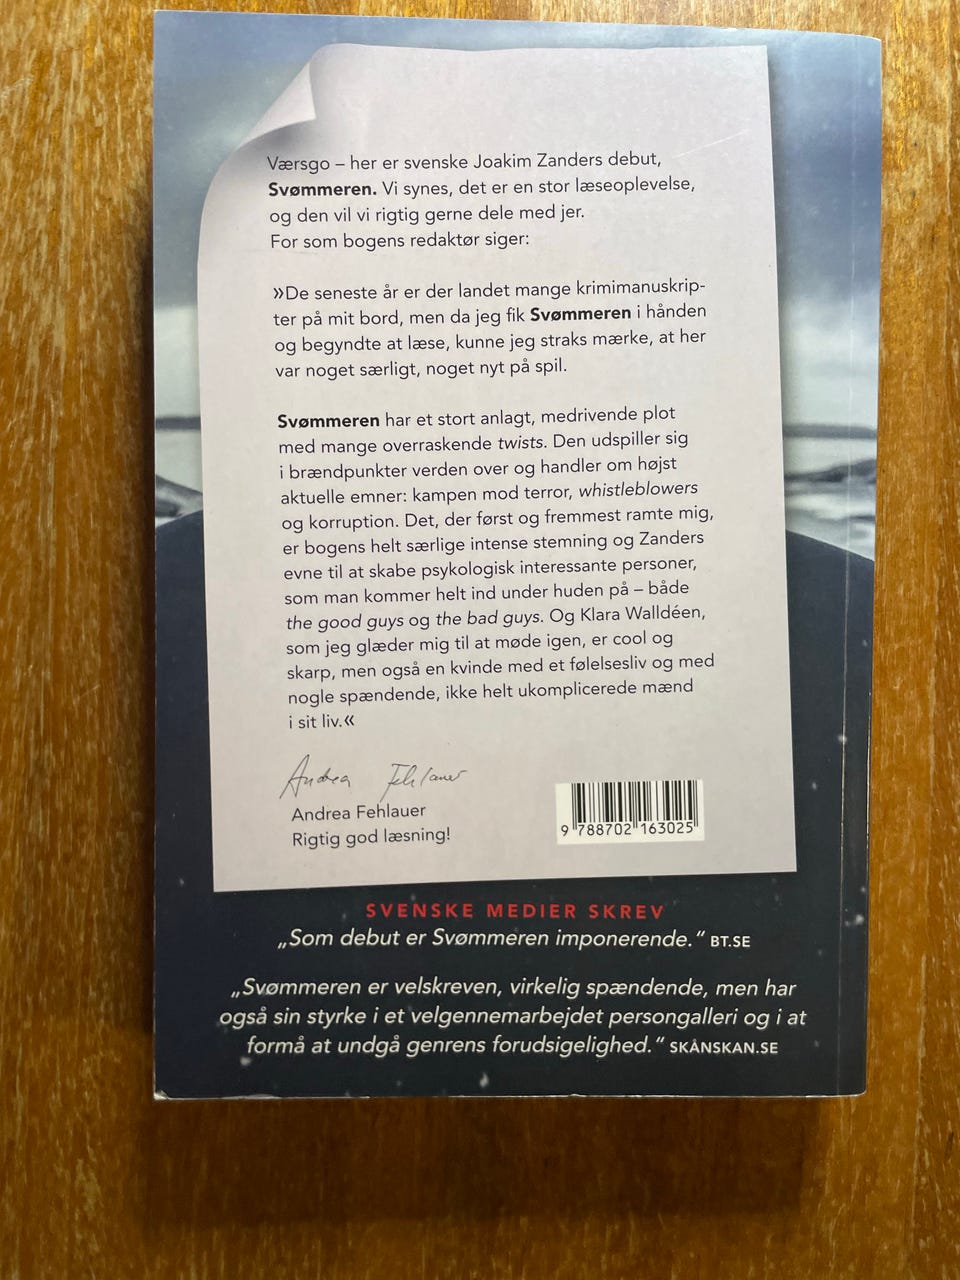 Værsgo – her er svenske Joakim Zanders debut,
Svømmeren. Vi synes, det er en stor læseoplevelse,
og den vil vi rigtig gerne dele med jer.
For som bogens redaktør siger:
»De seneste år er der landet mange krimimanuskrip-
ter på mit bord, men da jeg fik Svømmeren i hånden
og begyndte at læse, kunne jeg straks mærke, at her
var noget særligt, noget nyt på spil.
Svømmeren har et stort anlagt, medrivende plot
med mange overraskende twists. Den udspiller sig
i brændpunkter verden over og handler om højst
aktuelle emner: kampen mod terror, whistleblowers
og korruption. Det, der først og fremmest ramte mig,
er bogens helt særlige intense stemning og Zanders
evne til at skabe psykologisk interessante personer,
som man kommer helt ind under huden på – både
the good guys og the bad guys. Og Klara Walldéen,
som jeg glæder mig til at møde igen, er cool og
skarp, men også en kvinde med et følelsesliv og med
nogle spændende, ikke helt ukomplicerede mænd
i sit liv.«
Andrea Fehlauer
Andrea Fehlauer
Rigtig god læsning!
9 788702 163025
SVENSKE MEDIER SKREV
„Som debut er Svømmeren imponerende.“ BT.SE
„Svømmeren er velskreven, virkelig spændende, men har
også sin styrke i et velgennemarbejdet persongalleri og i at
formå at undgå genrens forudsigelighed.“ SKÅNSKAN.SE